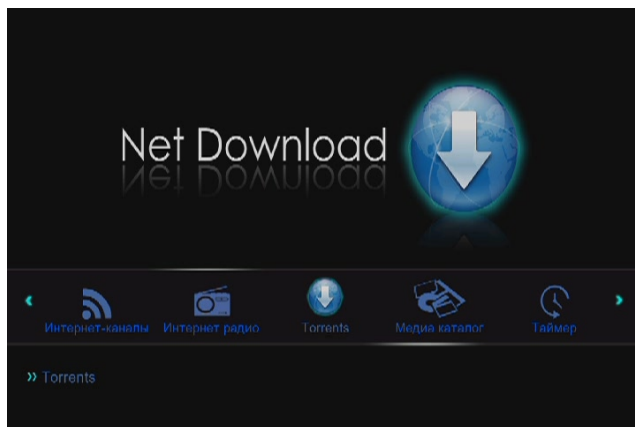 Net Download
Интернет-каналы Интернет радио Torrents Медиа каталог Таймер
» Torrents